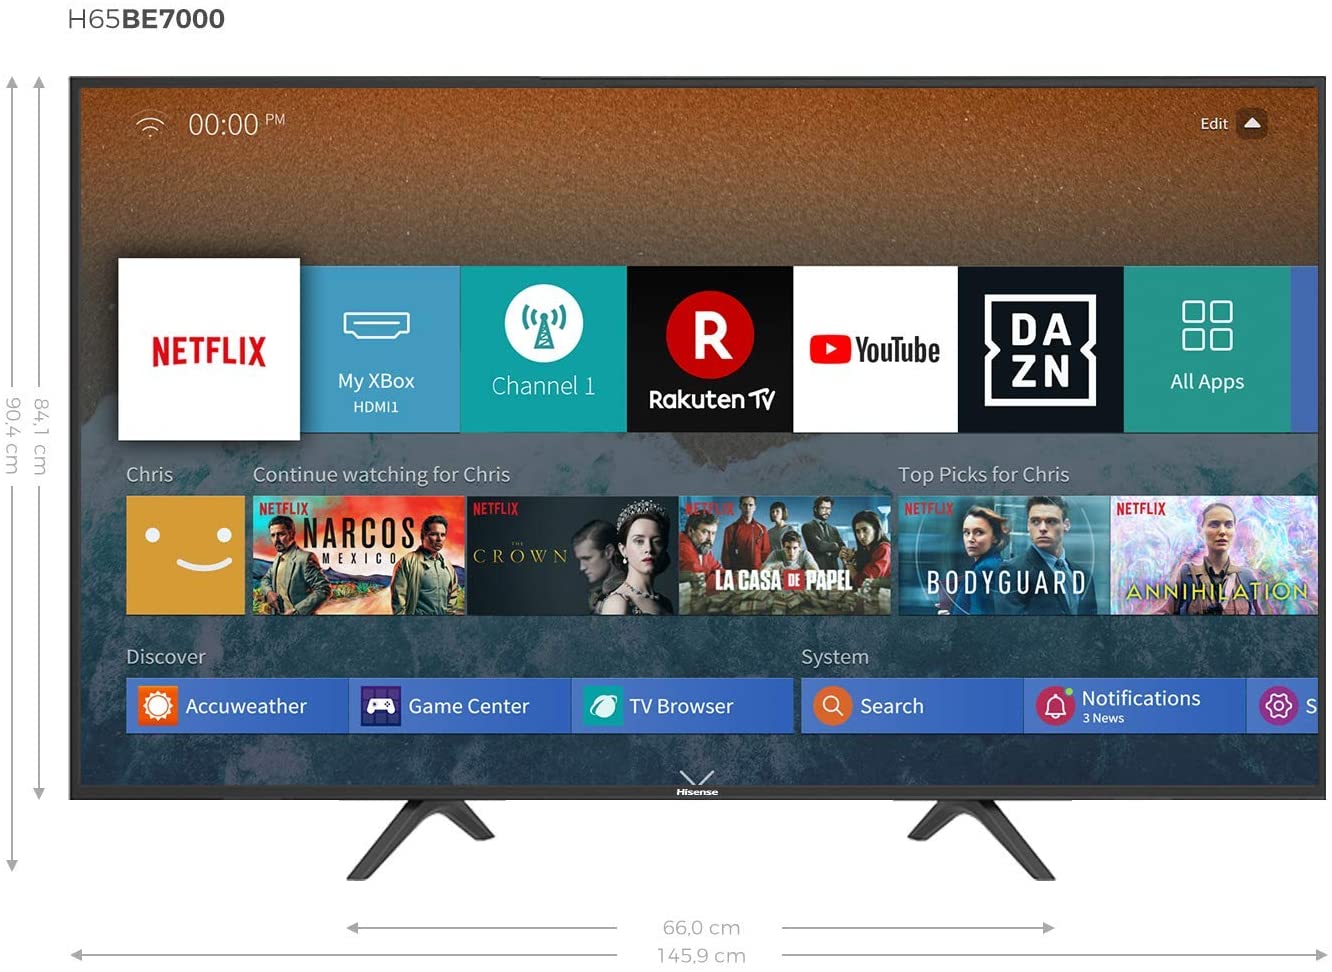 H65BE7000
00:00 PM
Edit
NETFLIX
My XBox
HDMI1
Channel 1
R
Rakuten TV
YouTube
DA
ZN
All Apps
90,4 cm
84,1 cm
Chris
Continue watching for Chris
Top Picks for Chris
NETFLIX
NARCOS
MEXICO
NETFLIX
THE
CROWN
NETFLIX
LA CASA DE PAPEL
NETFLIX
BODYGUARD
NETFLIX
ANNIHILATION
Discover
System
Accuweather
Game Center
TV Browser
Search
Notifications
3 News
S
Hisense
66,0 cm
145,9 cm